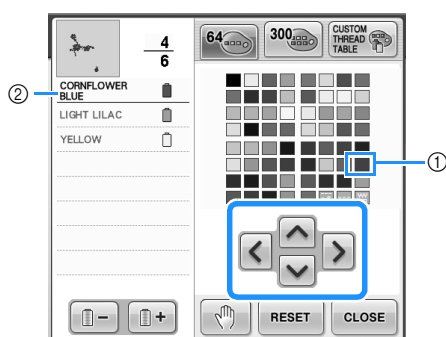 4
6
64
300
CUSTOM
THREAD
TABLE
②
CORNFLOWER
BLUE
LIGHT LILAC
YELLOW
①
− +
RESET CLOSE